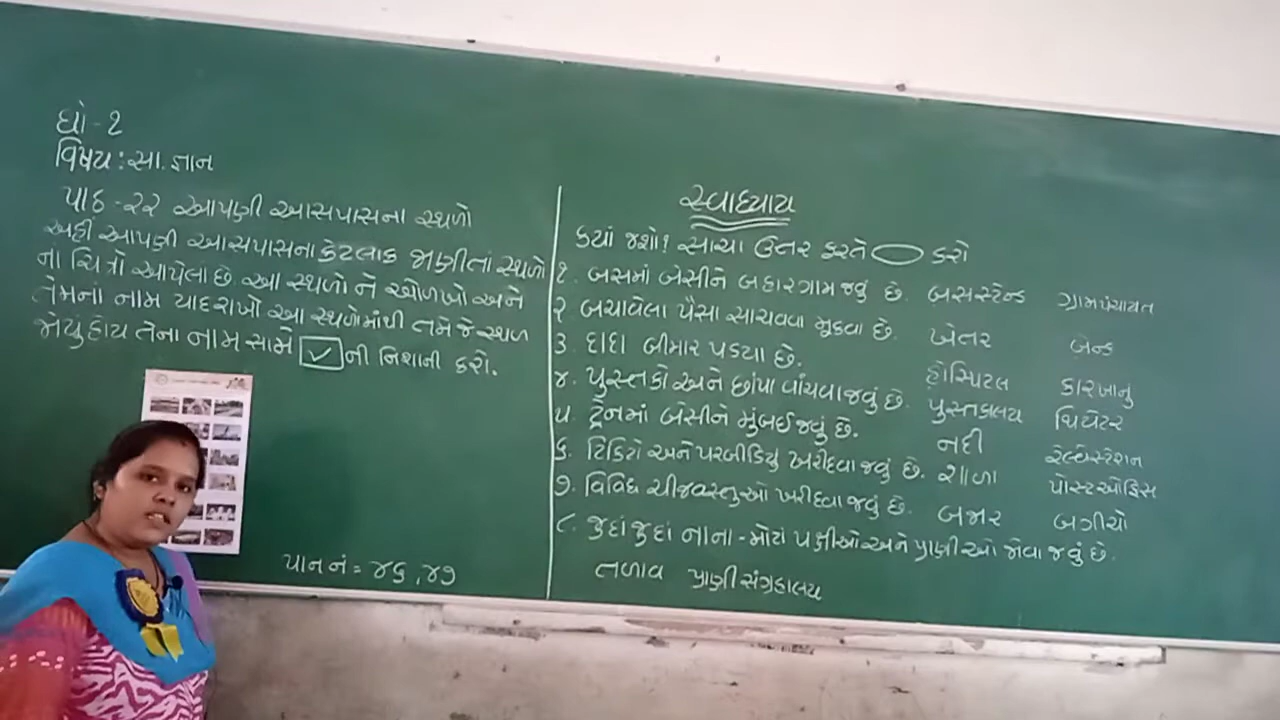 ધો-૨
વિષય : સા. જ્ઞાન
પાઠ -૨૨ આપણી આસપાસના સ્થળો
અહીં આપણી આસપાસના કેટલાક જાણીતાં સ્થળો
નાં ચિત્રો આપેલાં છે. આ સ્થળો ને ઓળખો અને
તેમનાં નામ યાદ રાખો આ સ્થળોમાંથી તમે જે સ્થળ
જોયું હોય તેના નામ સામે ✓ ની નિશાની કરો.
પાન નં = ૪૬,૪૭
સ્વાધ્યાય
કયાં જશો? સાચા ઉત્તર ફરતે ⬭ કરો
૧. બસમાં બેસીને બહારગામ જવું છે. બસસ્ટેન્ડ ગ્રામપંચાયત
૨ બચાવેલા પૈસા સાચવવા મૂકવા છે. ખેતર બેન્ક
૩. દાદા બીમાર પડયા છે. હોસ્પિટલ કારખાનું
૪. પુસ્તકો અને છાંપા વાંચવા જવું છે. પુસ્તકાલય થિયેટર
૫. ટ્રેનમાં બેસીને મુંબઈ જવું છે. નદી રેલ્વેસ્ટેશન
૬. ટિકિટો અને પરબીડિયું ખરીદવા જવું છે. શાળા પોસ્ટઓફિસ
૭. વિવિધ ચીજવસ્તુઓ ખરીદવા જવું છે. બજાર બગીચો
૮. જુદાંજુદાં નાના-મોટાં પક્ષીઓ અને પ્રાણીઓ જોવા જવું છે.
તળાવ પ્રાણીસંગ્રહાલય